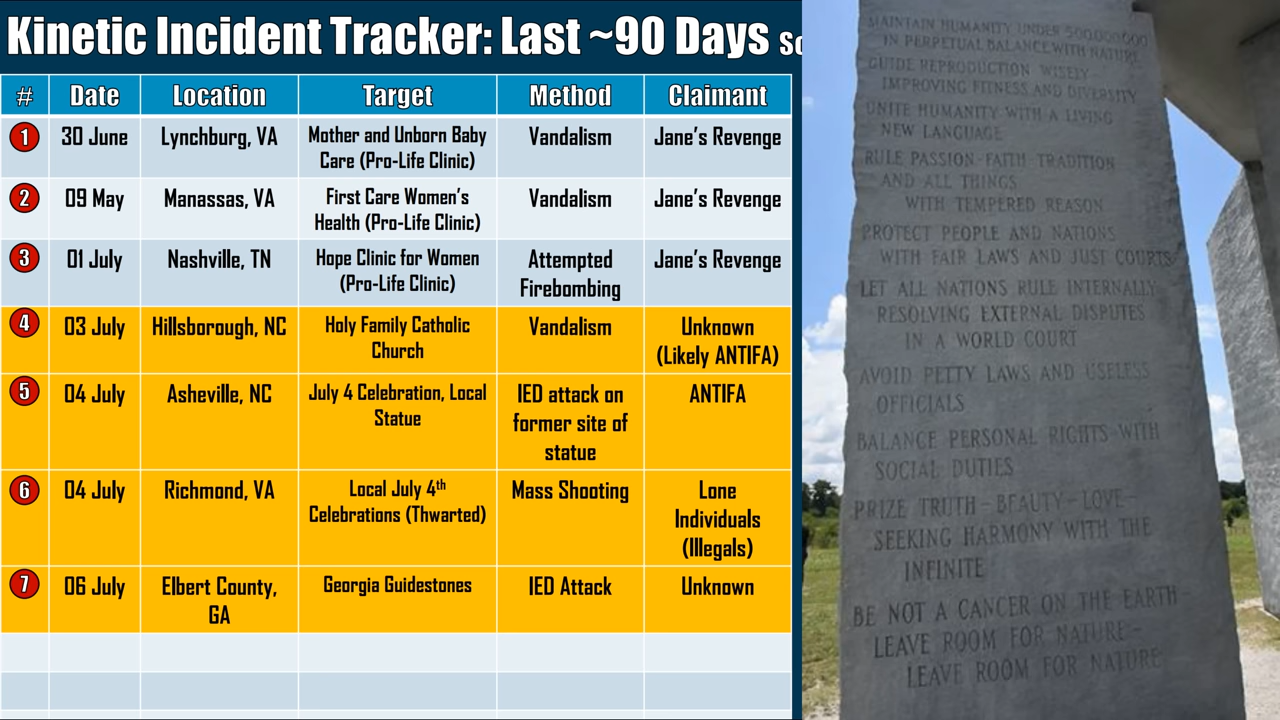 Kinetic Incident Tracker: Last ~90 Days Sc
# Date Location Target Method Claimant
1 30 June Lynchburg, VA Mother and Unborn Baby Care (Pro-Life Clinic) Vandalism Jane's Revenge
2 09 May Manassas, VA First Care Women's Health (Pro-Life Clinic) Vandalism Jane's Revenge
3 01 July Nashville, TN Hope Clinic for Women (Pro-Life Clinic) Attempted Firebombing Jane's Revenge
4 03 July Hillsborough, NC Holy Family Catholic Church Vandalism Unknown (Likely ANTIFA)
5 04 July Asheville, NC July 4 Celebration, Local Statue IED attack on former site of statue ANTIFA
6 04 July Richmond, VA Local July 4th Celebrations (Thwarted) Mass Shooting Lone Individuals (Illegals)
7 06 July Elbert County, GA Georgia Guidestones IED Attack Unknown
MAINTAIN HUMANITY UNDER 500,000,000
IN PERPETUAL BALANCE WITH NATURE
GUIDE REPRODUCTION WISELY—
IMPROVING FITNESS AND DIVERSITY
UNITE HUMANITY WITH A LIVING
NEW LANGUAGE
RULE PASSION-FAITH-TRADITION
AND ALL THINGS
WITH TEMPERED REASON
PROTECT PEOPLE AND NATIONS
WITH FAIR LAWS AND JUST COURTS
LET ALL NATIONS RULE INTERNALLY
RESOLVING EXTERNAL DISPUTES
IN A WORLD COURT
AVOID PETTY LAWS AND USELESS
OFFICIALS
BALANCE PERSONAL RIGHTS WITH
SOCIAL DUTIES
PRIZE TRUTH—BEAUTY—LOVE—
SEEKING HARMONY WITH THE
INFINITE
BE NOT A CANCER ON THE EARTH—
LEAVE ROOM FOR NATURE—
LEAVE ROOM FOR NATURE